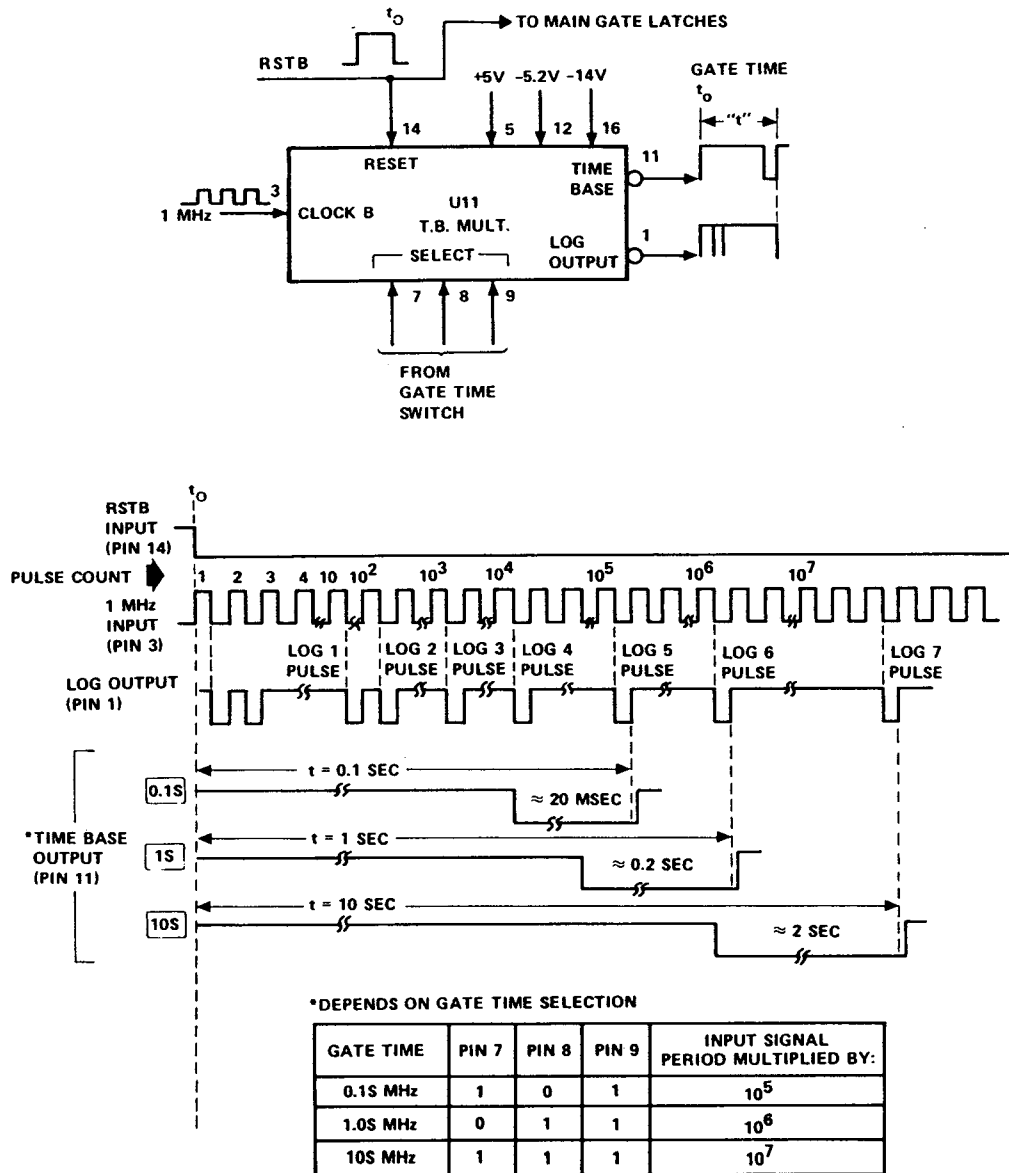 t₀
TO MAIN GATE LATCHES
RSTB
+5V -5.2V -14V
GATE TIME
t₀
"t"
14 5 12 16
RESET
TIME BASE
11
3
1 MHz
CLOCK B
U11
T.B. MULT.
LOG OUTPUT
1
SELECT
7 8 9
FROM
GATE TIME
SWITCH
t₀
RSTB
INPUT
(PIN 14)
PULSE COUNT
1 2 3 4 10 10² 10³ 10⁴ 10⁵ 10⁶ 10⁷
1 MHz
INPUT
(PIN 3)
LOG 1 PULSE
LOG 2 PULSE
LOG 3 PULSE
LOG 4 PULSE
LOG 5 PULSE
LOG 6 PULSE
LOG 7 PULSE
LOG OUTPUT
(PIN 1)
t = 0.1 SEC
0.1S
≈ 20 MSEC
*TIME BASE
OUTPUT
(PIN 11)
t = 1 SEC
1S
≈ 0.2 SEC
t = 10 SEC
10S
≈ 2 SEC
*DEPENDS ON GATE TIME SELECTION
GATE TIME PIN 7 PIN 8 PIN 9 INPUT SIGNAL PERIOD MULTIPLIED BY:
0.1S MHz 1 0 1 10⁵
1.0S MHz 0 1 1 10⁶
10S MHz 1 1 1 10⁷